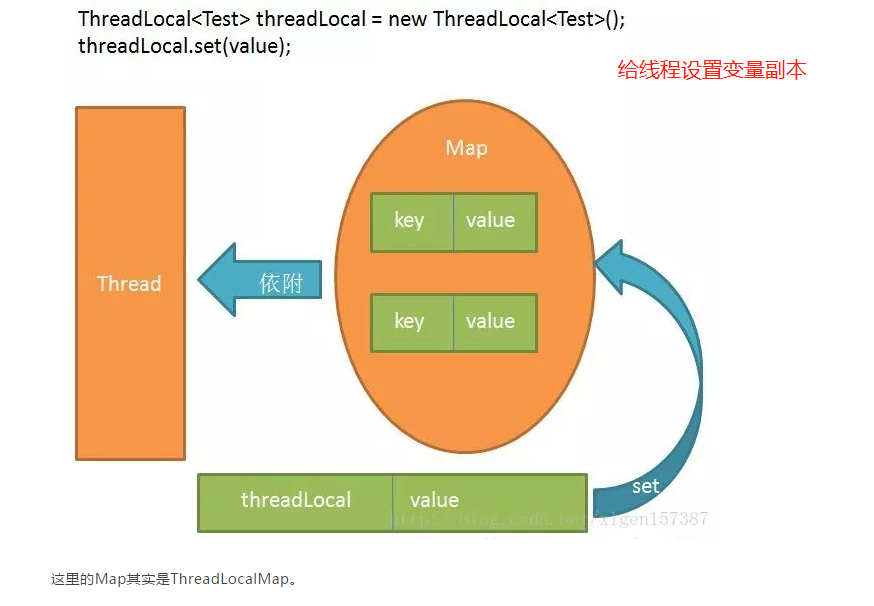 ThreadLocal<Test> threadLocal = new ThreadLocal<Test>();
threadLocal.set(value);
给线程设置变量副本
Map
key value
Thread
依附
key value
threadLocal value
set
http://blog.csdn.net/xlgen157387
这里的Map其实是ThreadLocalMap。